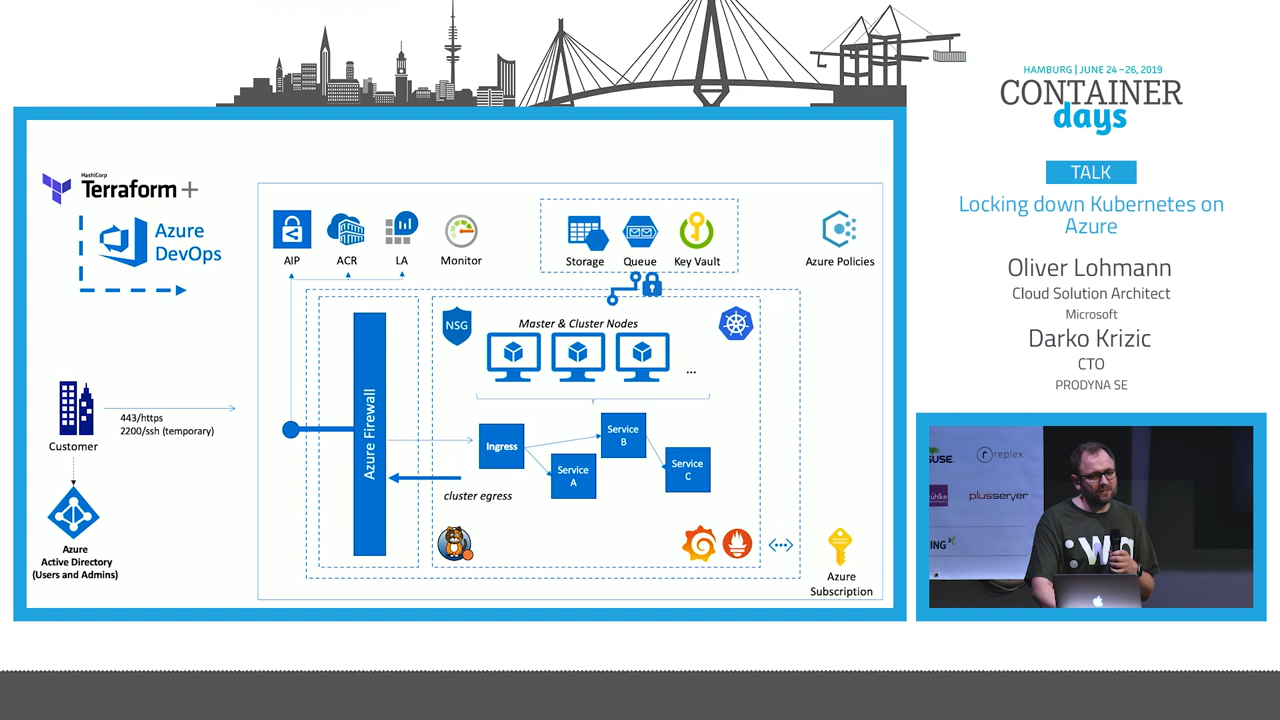 HAMBURG | JUNE 24 – 26, 2019
CONTAINER
days
TALK
Locking down Kubernetes on
Azure
Oliver Lohmann
Cloud Solution Architect
Microsoft
Darko Krizic
CTO
PRODYNA SE
HashiCorp
Terraform +
Azure
DevOps
AIP
ACR
LA
Monitor
Storage
Queue
Key Vault
Azure Policies
NSG
Master & Cluster Nodes
...
Azure Firewall
443/https
2200/ssh (temporary)
Customer
Ingress
Service
B
Service
A
Service
C
cluster egress
Azure
Active Directory
(Users and Admins)
Azure
Subscription
replex
plusserver